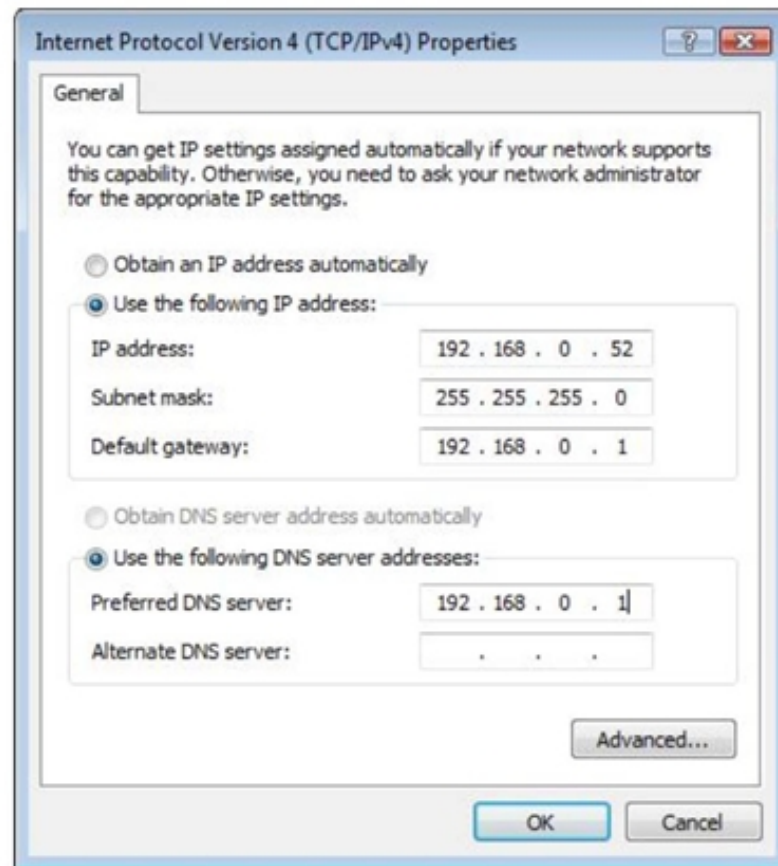 Internet Protocol Version 4 (TCP/IPv4) Properties
General
You can get IP settings assigned automatically if your network supports
this capability. Otherwise, you need to ask your network administrator
for the appropriate IP settings.
Obtain an IP address automatically
Use the following IP address:
IP address: 192 . 168 . 0 . 52
Subnet mask: 255 . 255 . 255 . 0
Default gateway: 192 . 168 . 0 . 1
Obtain DNS server address automatically
Use the following DNS server addresses:
Preferred DNS server: 192 . 168 . 0 . 1
Alternate DNS server: . . .
Advanced...
OK Cancel